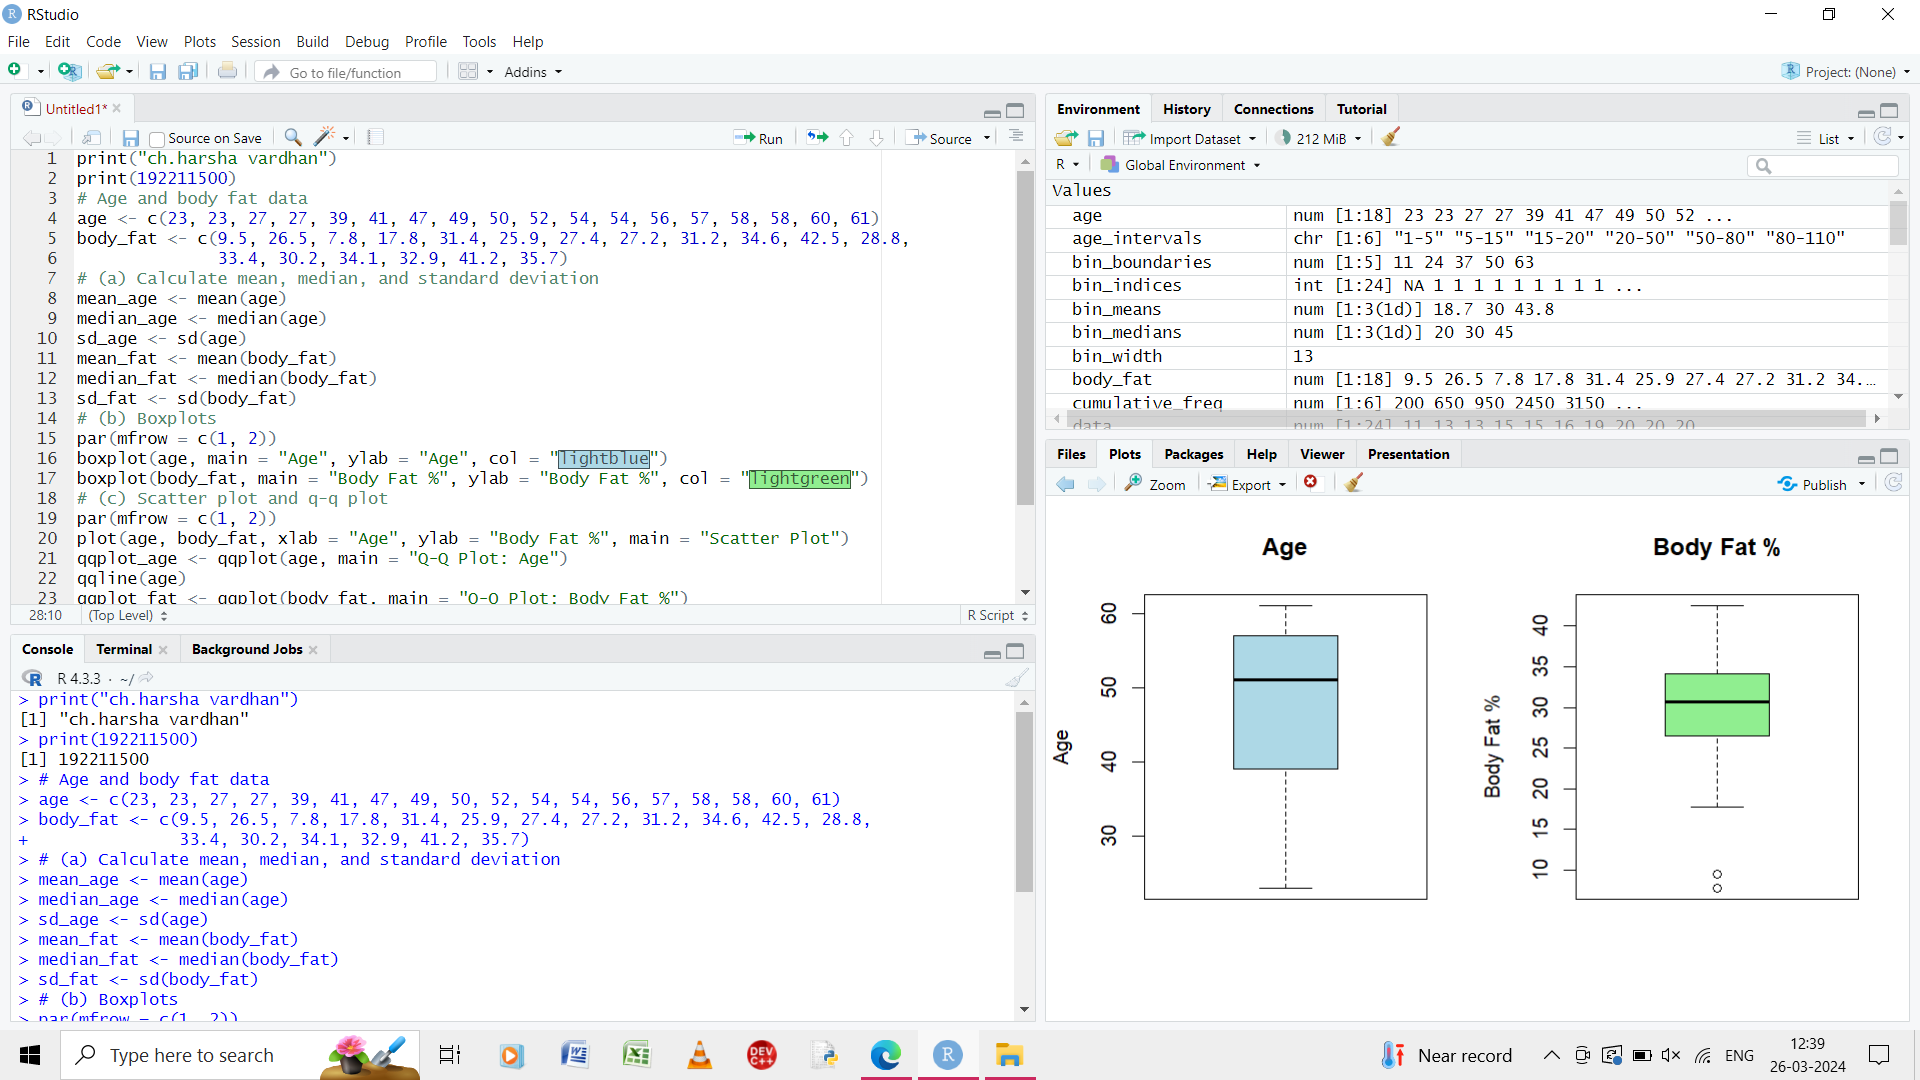 RStudio
File Edit Code View Plots Session Build Debug Profile Tools Help
Go to file/function Addins Project: (None)
Untitled1*
Source on Save Run Source
1 print("ch.harsha vardhan")
2 print(192211500)
3 # Age and body fat data
4 age <- c(23, 23, 27, 27, 39, 41, 47, 49, 50, 52, 54, 54, 56, 57, 58, 58, 60, 61)
5 body_fat <- c(9.5, 26.5, 7.8, 17.8, 31.4, 25.9, 27.4, 27.2, 31.2, 34.6, 42.5, 28.8,
6 33.4, 30.2, 34.1, 32.9, 41.2, 35.7)
7 # (a) Calculate mean, median, and standard deviation
8 mean_age <- mean(age)
9 median_age <- median(age)
10 sd_age <- sd(age)
11 mean_fat <- mean(body_fat)
12 median_fat <- median(body_fat)
13 sd_fat <- sd(body_fat)
14 # (b) Boxplots
15 par(mfrow = c(1, 2))
16 boxplot(age, main = "Age", ylab = "Age", col = "lightblue")
17 boxplot(body_fat, main = "Body Fat %", ylab = "Body Fat %", col = "lightgreen")
18 # (c) Scatter plot and q-q plot
19 par(mfrow = c(1, 2))
20 plot(age, body_fat, xlab = "Age", ylab = "Body Fat %", main = "Scatter Plot")
21 qqplot_age <- qqplot(age, main = "Q-Q Plot: Age")
22 qqline(age)
23 qqplot_fat <- qqplot(body_fat, main = "Q-Q Plot: Body Fat %")
28:10 (Top Level) R Script
Console Terminal Background Jobs
R 4.3.3 · ~/
> print("ch.harsha vardhan")
[1] "ch.harsha vardhan"
> print(192211500)
[1] 192211500
> # Age and body fat data
> age <- c(23, 23, 27, 27, 39, 41, 47, 49, 50, 52, 54, 54, 56, 57, 58, 58, 60, 61)
> body_fat <- c(9.5, 26.5, 7.8, 17.8, 31.4, 25.9, 27.4, 27.2, 31.2, 34.6, 42.5, 28.8,
+ 33.4, 30.2, 34.1, 32.9, 41.2, 35.7)
> # (a) Calculate mean, median, and standard deviation
> mean_age <- mean(age)
> median_age <- median(age)
> sd_age <- sd(age)
> mean_fat <- mean(body_fat)
> median_fat <- median(body_fat)
> sd_fat <- sd(body_fat)
> # (b) Boxplots
> par(mfrow = c(1, 2))
Environment History Connections Tutorial
Import Dataset 212 MiB List
R Global Environment
Values
age num [1:18] 23 23 27 27 39 41 47 49 50 52 ...
age_intervals chr [1:6] "1-5" "5-15" "15-20" "20-50" "50-80" "80-110"
bin_boundaries num [1:5] 11 24 37 50 63
bin_indices int [1:24] NA 1 1 1 1 1 1 1 1 1 ...
bin_means num [1:3(1d)] 18.7 30 43.8
bin_medians num [1:3(1d)] 20 30 45
bin_width 13
body_fat num [1:18] 9.5 26.5 7.8 17.8 31.4 25.9 27.4 27.2 31.2 34....
cumulative_freq num [1:6] 200 650 950 2450 3150 ...
data num [1:24] 11 13 13 15 15 16 19 20 20 20
Files Plots Packages Help Viewer Presentation
Zoom Export Publish
Age
Age
60
50
40
30
Body Fat %
Body Fat %
40
35
30
25
20
15
10
Type here to search
DEV C++
Near record
ENG
12:39
26-03-2024